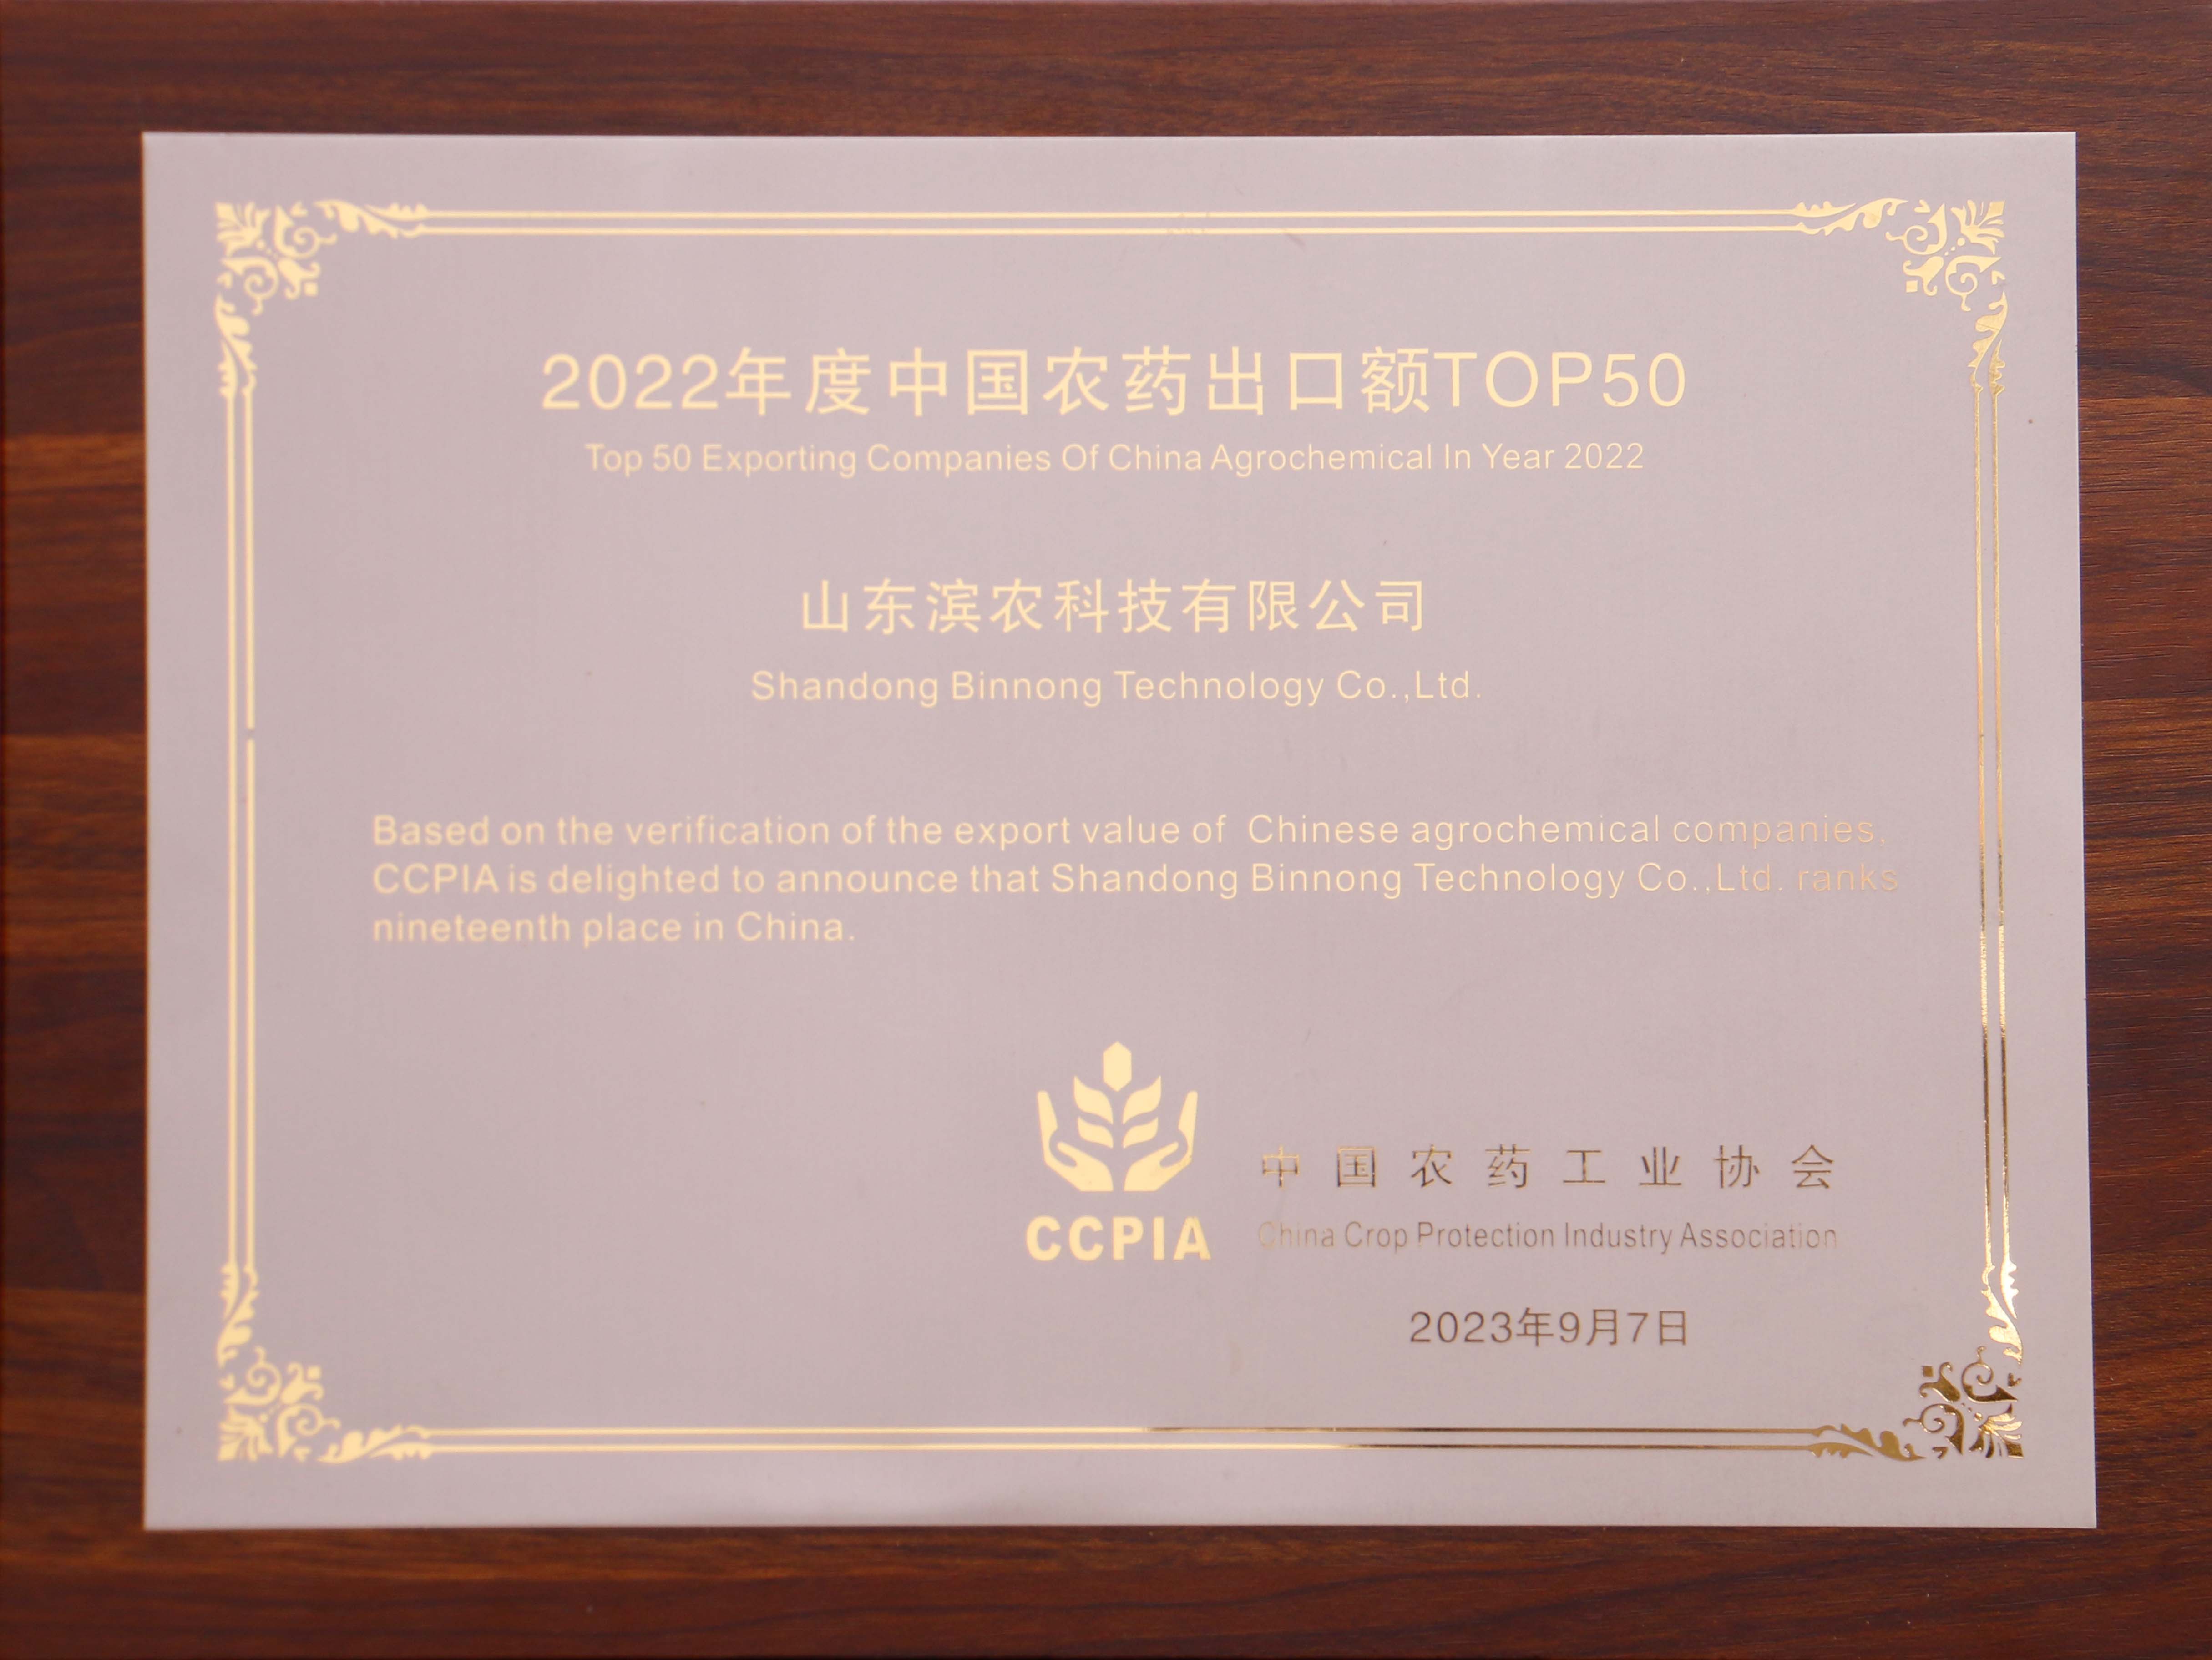 2022年度中国农药出口额TOP50
Top 50 Exporting Companies Of China Agrochemical In Year 2022
山东滨农科技有限公司
Shandong Binnong Technology Co.,Ltd.
Based on the verification of the export value of Chinese agrochemical companies,
CCPIA is delighted to announce that Shandong Binnong Technology Co.,Ltd. ranks
nineteenth place in China.
CCPIA
中国农药工业协会
China Crop Protection Industry Association
2023年9月7日